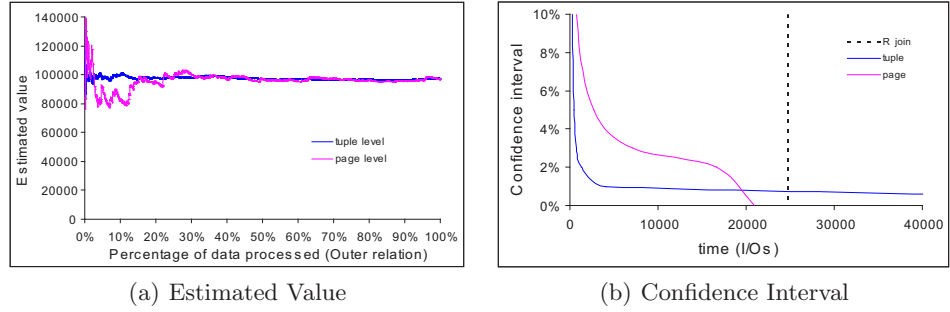 140000
120000
100000
80000
60000
40000
20000
0
Estimated value
tuple level
page level
0% 10% 20% 30% 40% 50% 60% 70% 80% 90% 100%
Percentage of data processed (Outer relation)
(a) Estimated Value
10%
8%
6%
4%
2%
0%
Confidence interval
R join
tuple
page
0 10000 20000 30000 40000
time (I/Os)
(b) Confidence Interval